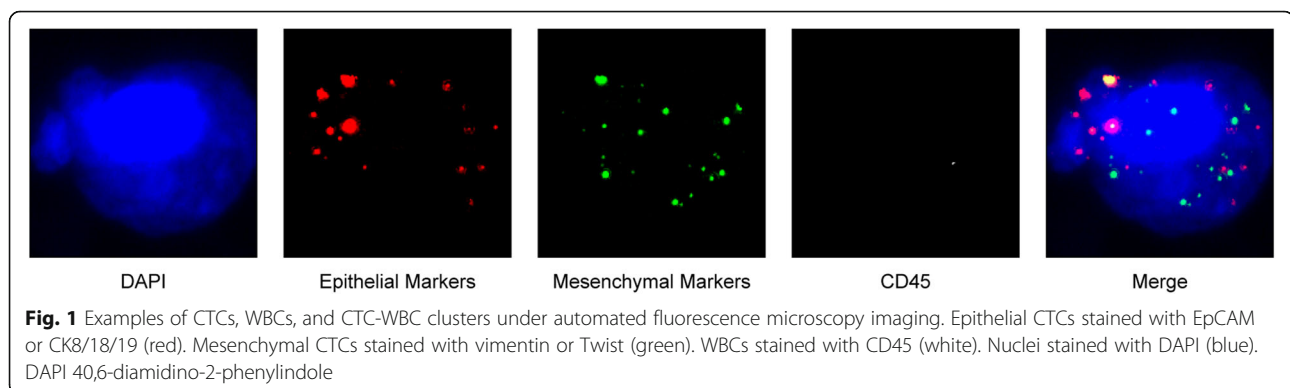 DAPI Epithelial Markers Mesenchymal Markers CD45 Merge
Fig. 1 Examples of CTCs, WBCs, and CTC-WBC clusters under automated fluorescence microscopy imaging. Epithelial CTCs stained with EpCAM
or CK8/18/19 (red). Mesenchymal CTCs stained with vimentin or Twist (green). WBCs stained with CD45 (white). Nuclei stained with DAPI (blue).
DAPI 40,6-diamidino-2-phenylindole